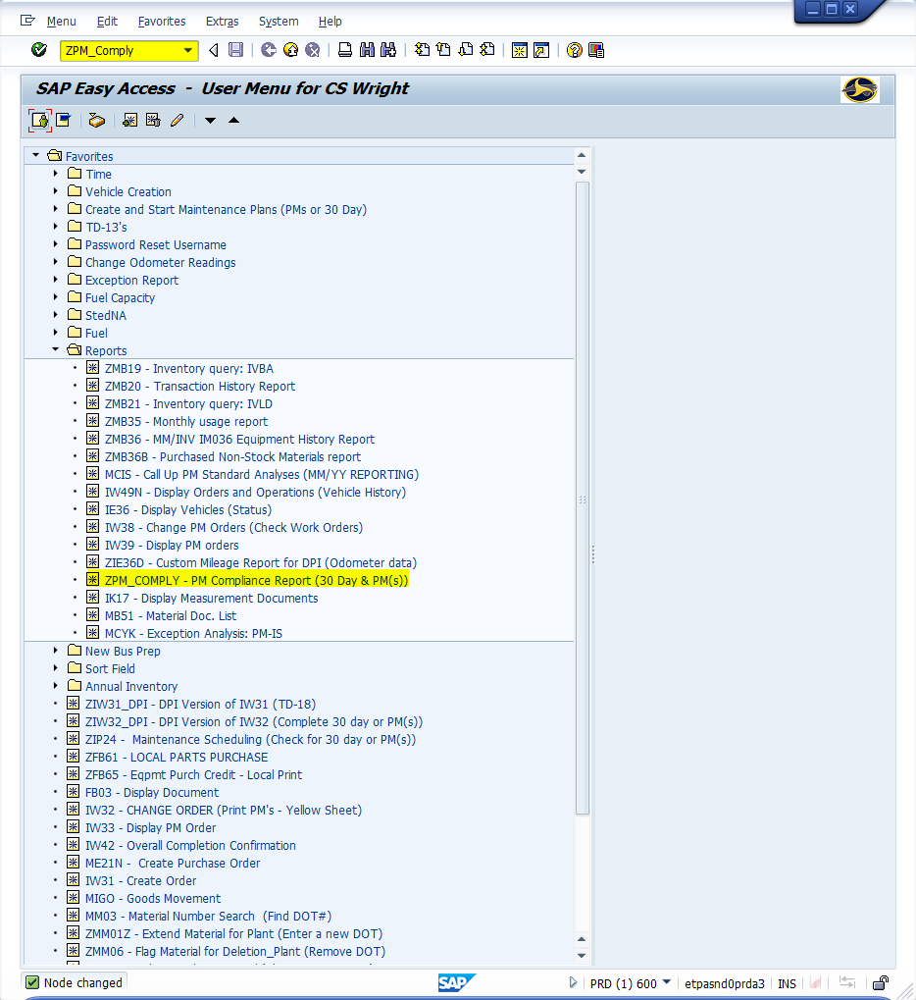 Menu Edit Favorites Extras System Help
ZPM_Comply
SAP Easy Access - User Menu for CS Wright
Favorites
Time
Vehicle Creation
Create and Start Maintenance Plans (PMs or 30 Day)
TD-13's
Password Reset Username
Change Odometer Readings
Exception Report
Fuel Capacity
StedNA
Fuel
Reports
ZMB19 - Inventory query: IVBA
ZMB20 - Transaction History Report
ZMB21 - Inventory query: IVLD
ZMB35 - Monthly usage report
ZMB36 - MM/INV IM036 Equipment History Report
ZMB36B - Purchased Non-Stock Materials report
MCIS - Call Up PM Standard Analyses (MM/YY REPORTING)
IW49N - Display Orders and Operations (Vehicle History)
IE36 - Display Vehicles (Status)
IW38 - Change PM Orders (Check Work Orders)
IW39 - Display PM orders
ZIE36D - Custom Mileage Report for DPI (Odometer data)
ZPM_COMPLY - PM Compliance Report (30 Day & PM(s))
IK17 - Display Measurement Documents
MB51 - Material Doc. List
MCYK - Exception Analysis: PM-IS
New Bus Prep
Sort Field
Annual Inventory
ZIW31_DPI - DPI Version of IW31 (TD-18)
ZIW32_DPI - DPI Version of IW32 (Complete 30 day or PM(s))
ZIP24 - Maintenance Scheduling (Check for 30 day or PM(s))
ZFB61 - LOCAL PARTS PURCHASE
ZFB65 - Eqpmt Purch Credit - Local Print
FB03 - Display Document
IW32 - CHANGE ORDER (Print PM's - Yellow Sheet)
IW33 - Display PM Order
IW42 - Overall Completion Confirmation
ME21N - Create Purchase Order
IW31 - Create Order
MIGO - Goods Movement
MM03 - Material Number Search (Find DOT#)
ZMM01Z - Extend Material for Plant (Enter a new DOT)
ZMM06 - Flag Material for Deletion_Plant (Remove DOT)
Node changed SAP PRD (1) 600 etpasnd0prda3 INS